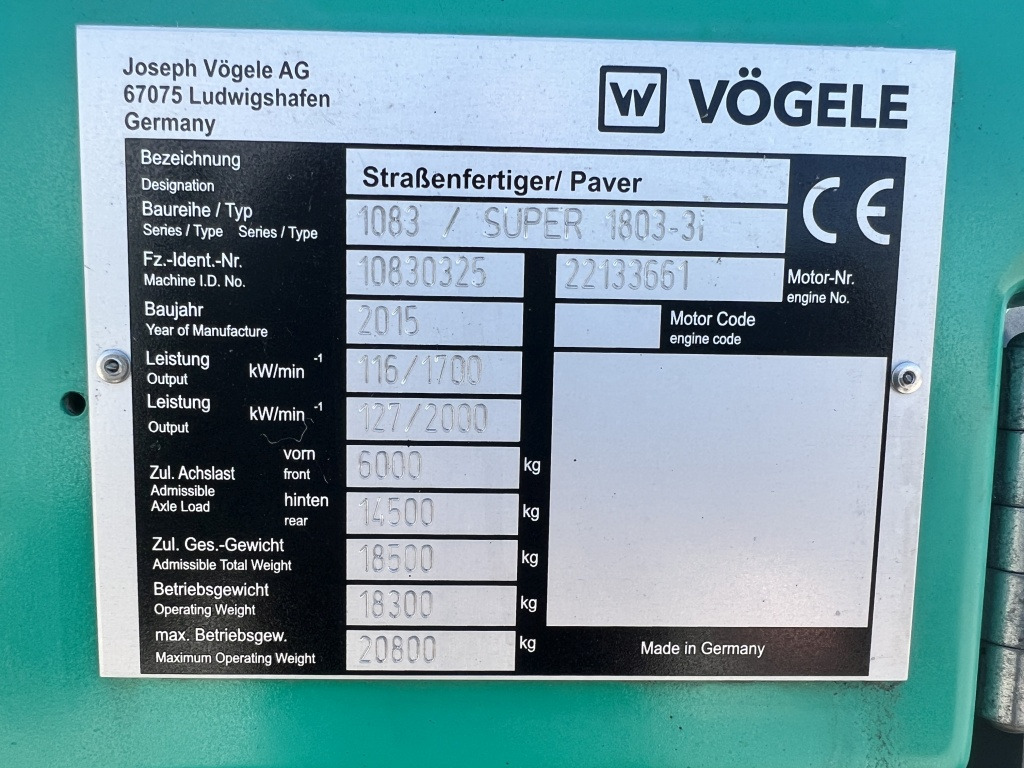 Joseph Vögele AG
67075 Ludwigshafen
Germany
W VÖGELE
Bezeichnung
Designation
Straßenfertiger/ Paver
CE
Baureihe / Typ
Series / Type Series / Type
1083 / SUPER 1803-3i
Fz.-Ident.-Nr.
Machine I.D. No.
10830325
22133661
Motor-Nr.
engine No.
Baujahr
Year of Manufacture
2015
Motor Code
engine code
Leistung
Output
kW/min -1
116/1700
Leistung
Output
kW/min -1
127/2000
Zul. Achslast
Admissible
Axle Load
vorn
front
6000 kg
hinten
rear
14500 kg
Zul. Ges.-Gewicht
Admissible Total Weight
18500 kg
Betriebsgewicht
Operating Weight
18300 kg
max. Betriebsgew.
Maximum Operating Weight
20800 kg
Made in Germany